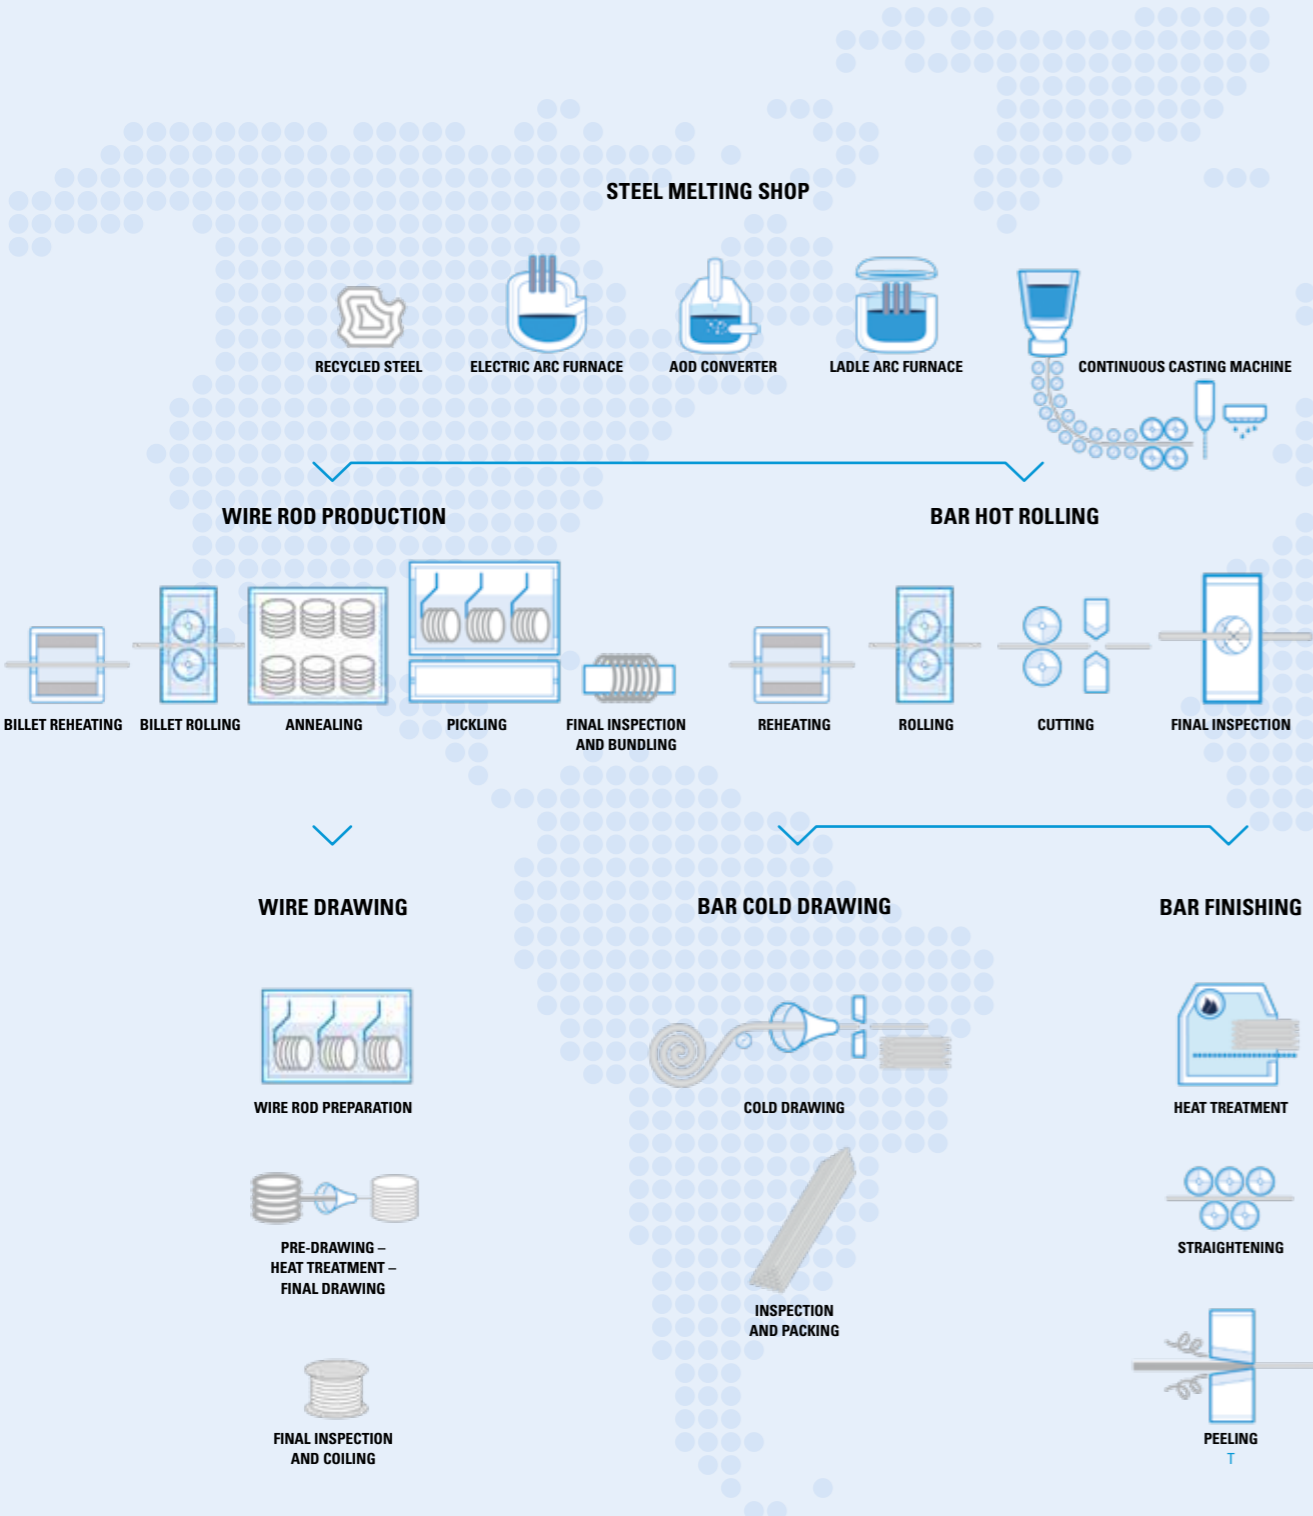 STEEL MELTING SHOP
RECYCLED STEEL
ELECTRIC ARC FURNACE
AOD CONVERTER
LADLE ARC FURNACE
CONTINUOUS CASTING MACHINE
WIRE ROD PRODUCTION
BAR HOT ROLLING
BILLET REHEATING
BILLET ROLLING
ANNEALING
PICKLING
FINAL INSPECTION
AND BUNDLING
REHEATING
ROLLING
CUTTING
FINAL INSPECTION
WIRE DRAWING
BAR COLD DRAWING
BAR FINISHING
WIRE ROD PREPARATION
COLD DRAWING
HEAT TREATMENT
PRE-DRAWING –
HEAT TREATMENT –
FINAL DRAWING
STRAIGHTENING
INSPECTION
AND PACKING
FINAL INSPECTION
AND COILING
PEELING
T